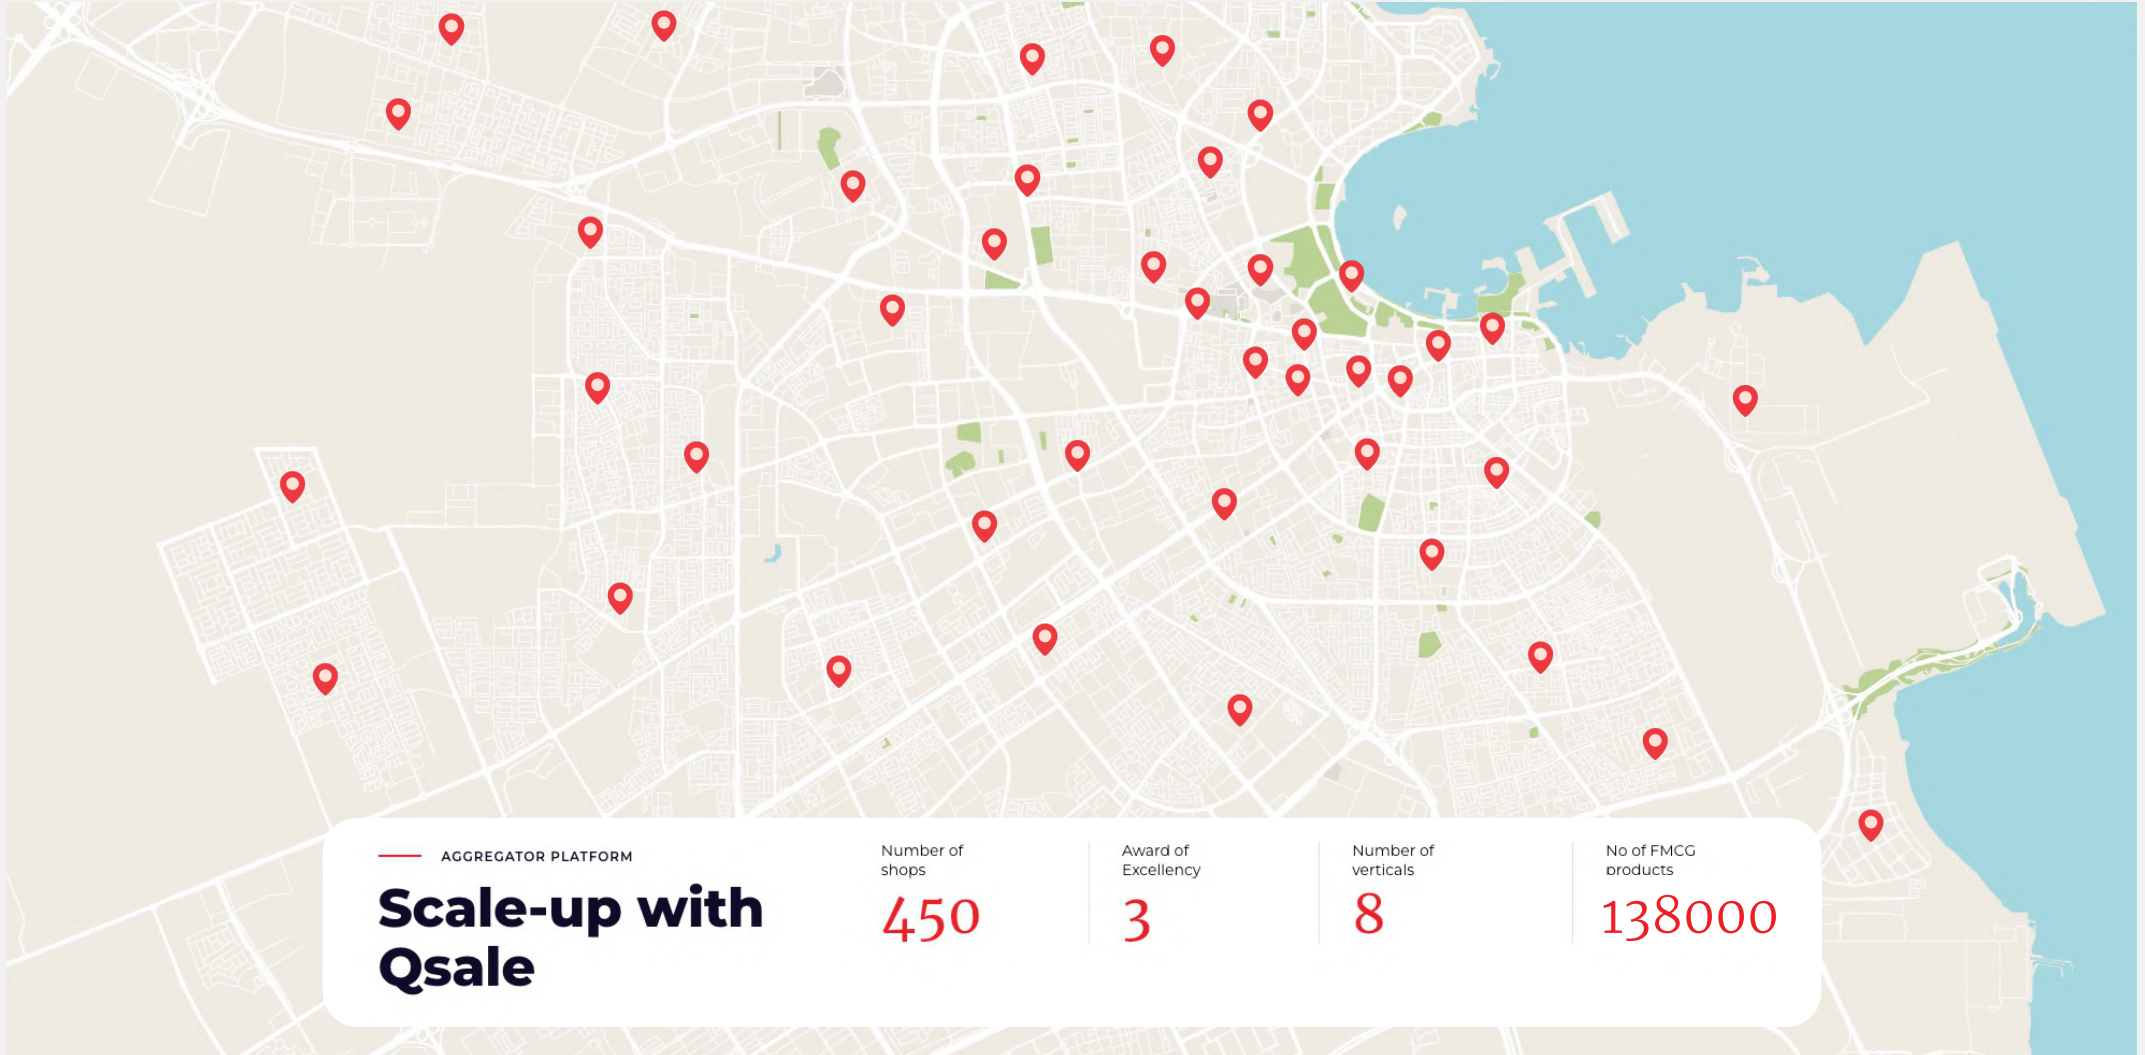 AGGREGATOR PLATFORM
Scale-up with
Qsale
Number of
shops
450
Award of
Excellency
3
Number of
verticals
8
No of FMCG
products
138000